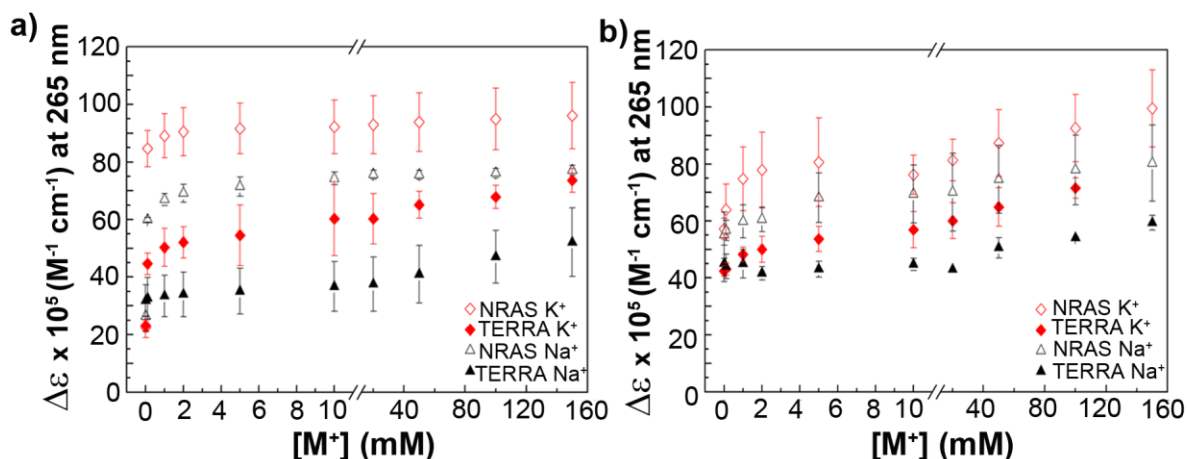 a)
Δε x 10⁵ (M⁻¹ cm⁻¹) at 265 nm
120
100
80
60
40
20
0
NRAS K⁺
TERRA K⁺
NRAS Na⁺
TERRA Na⁺
0 2 4 6 8 10 40 80 120 160
[M⁺] (mM)
b)
Δε x 10⁵ (M⁻¹ cm⁻¹) at 265 nm
120
100
80
60
40
20
0
NRAS K⁺
TERRA K⁺
NRAS Na⁺
TERRA Na⁺
0 2 4 6 8 10 40 80 120 160
[M⁺] (mM)